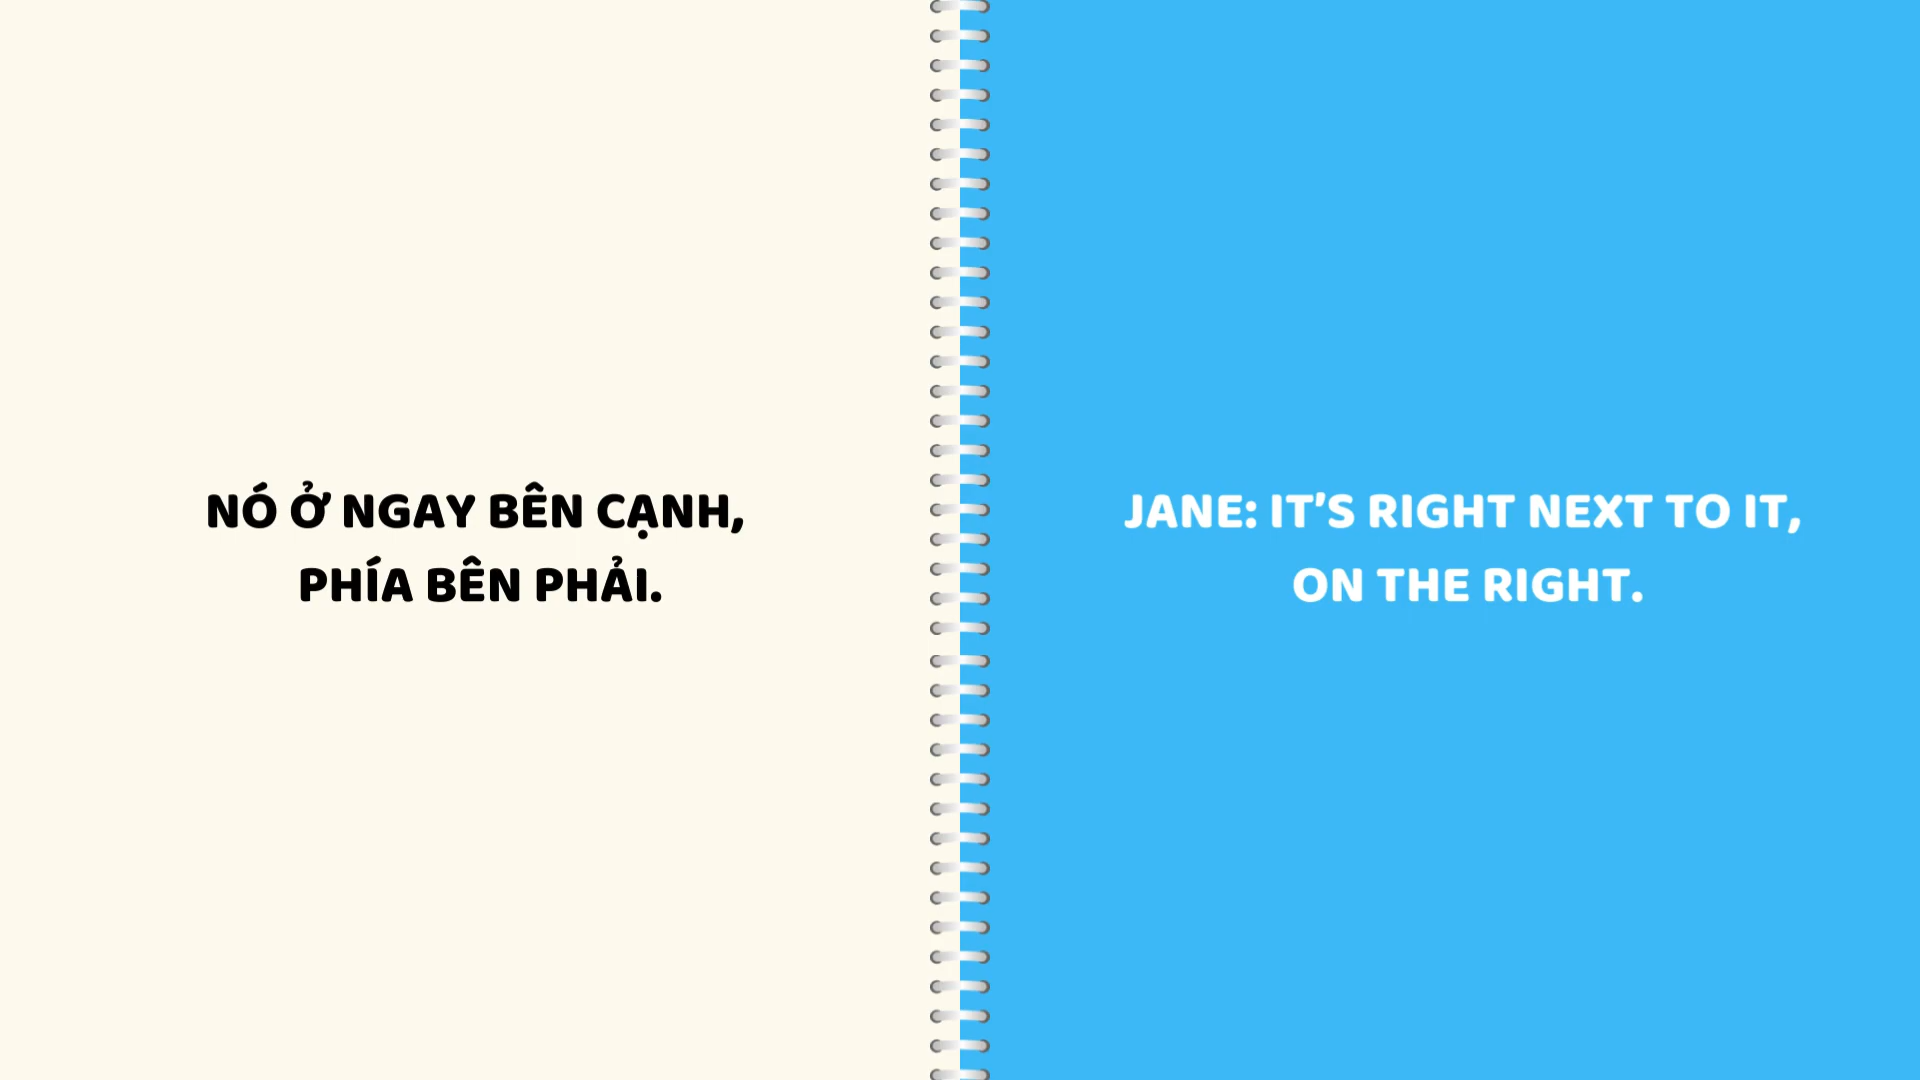 NÓ Ở NGAY BÊN CẠNH,
PHÍA BÊN PHẢI.
JANE: IT'S RIGHT NEXT TO IT,
ON THE RIGHT.